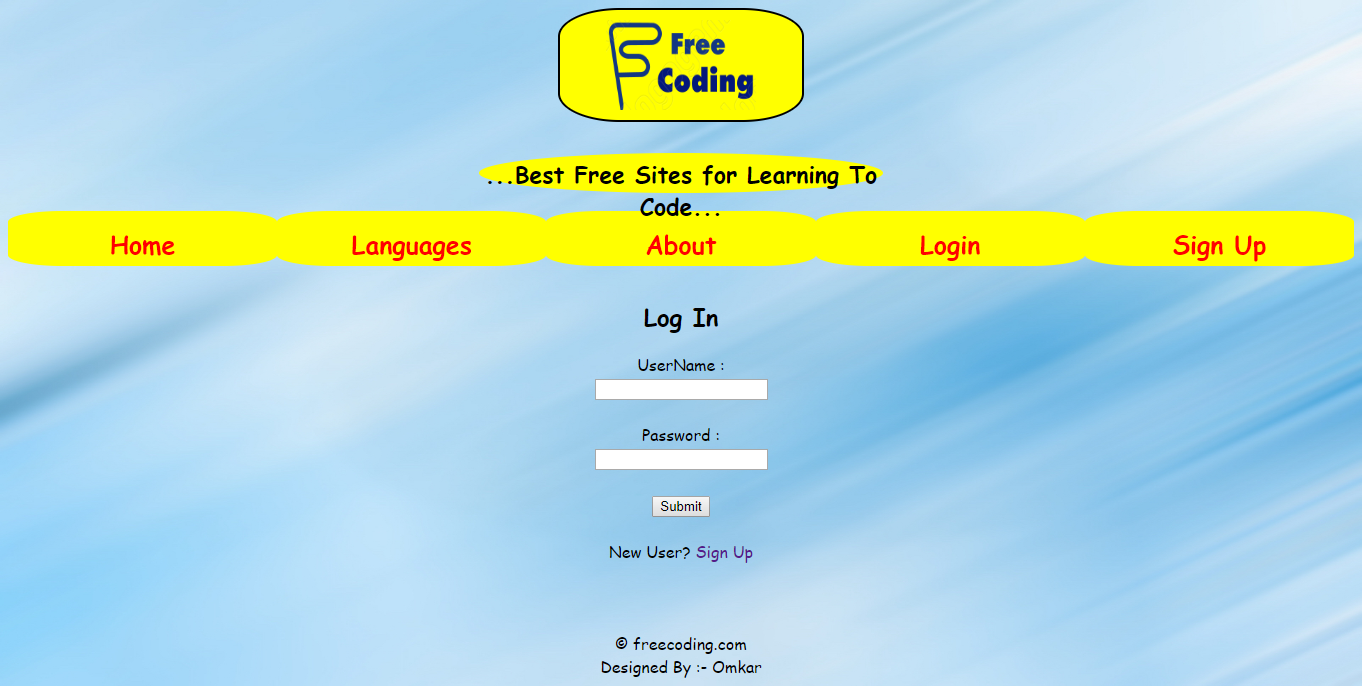 Free
Coding
...Best Free Sites for Learning To
Code...
Home Languages About Login Sign Up
Log In
UserName :
Password :
Submit
New User? Sign Up
© freecoding.com
Designed By :- Omkar